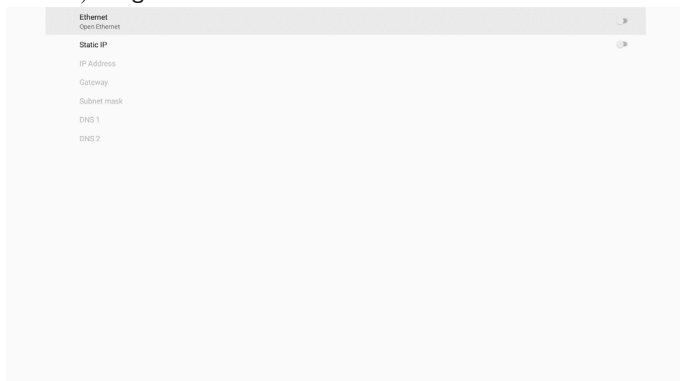 Ethernet
Open Ethernet
Static IP
IP Address
Gateway
Subnet mask
DNS 1
DNS 2